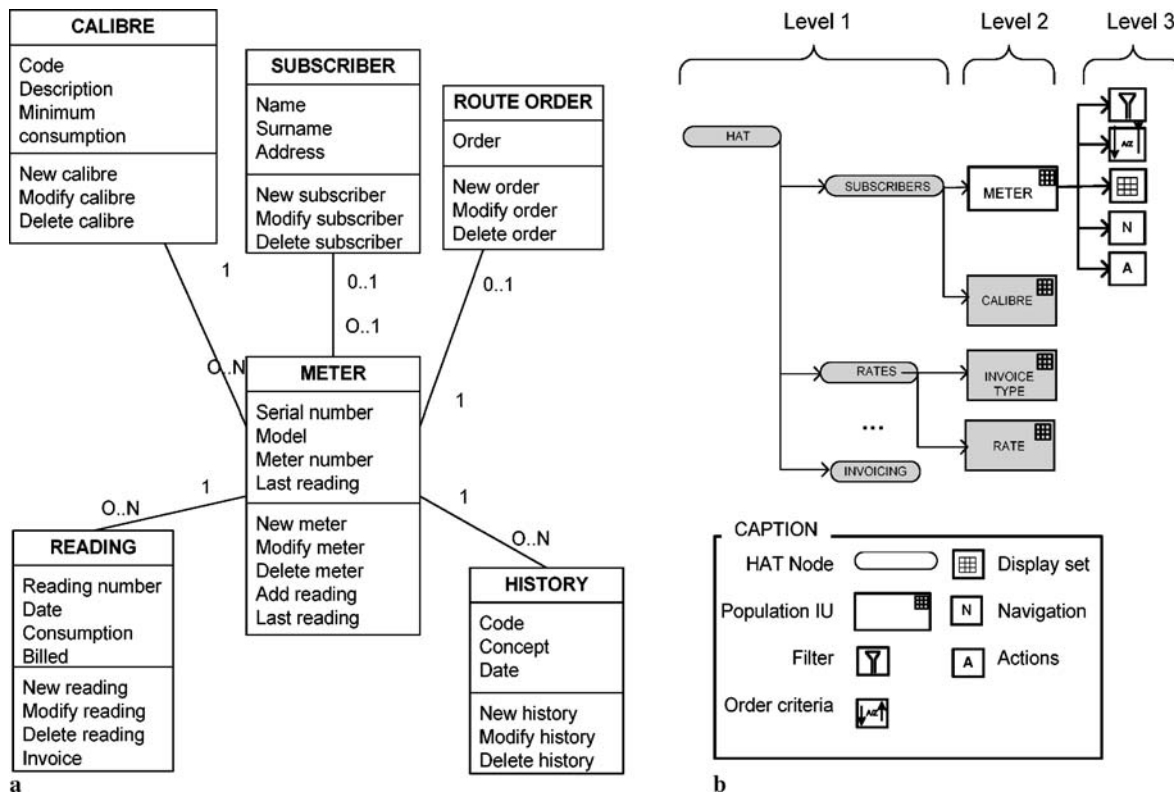 CALIBRE
Code
Description
Minimum
consumption
New calibre
Modify calibre
Delete calibre
SUBSCRIBER
Name
Surname
Address
New subscriber
Modify subscriber
Delete subscriber
ROUTE ORDER
Order
New order
Modify order
Delete order
1
0..1
0..1
O..1
O..N
1
METER
Serial number
Model
Meter number
Last reading
New meter
Modify meter
Delete meter
Add reading
Last reading
1
O..N
1
O..N
READING
Reading number
Date
Consumption
Billed
New reading
Modify reading
Delete reading
Invoice
HISTORY
Code
Concept
Date
New history
Modify history
Delete history
a
Level 1
Level 2
Level 3
HAT
SUBSCRIBERS
METER
A/Z
N
A
CALIBRE
RATES
INVOICE
TYPE
...
RATE
INVOICING
CAPTION
HAT Node
Display set
Population IU
N
Navigation
Filter
A
Actions
Order criteria
A/Z
b